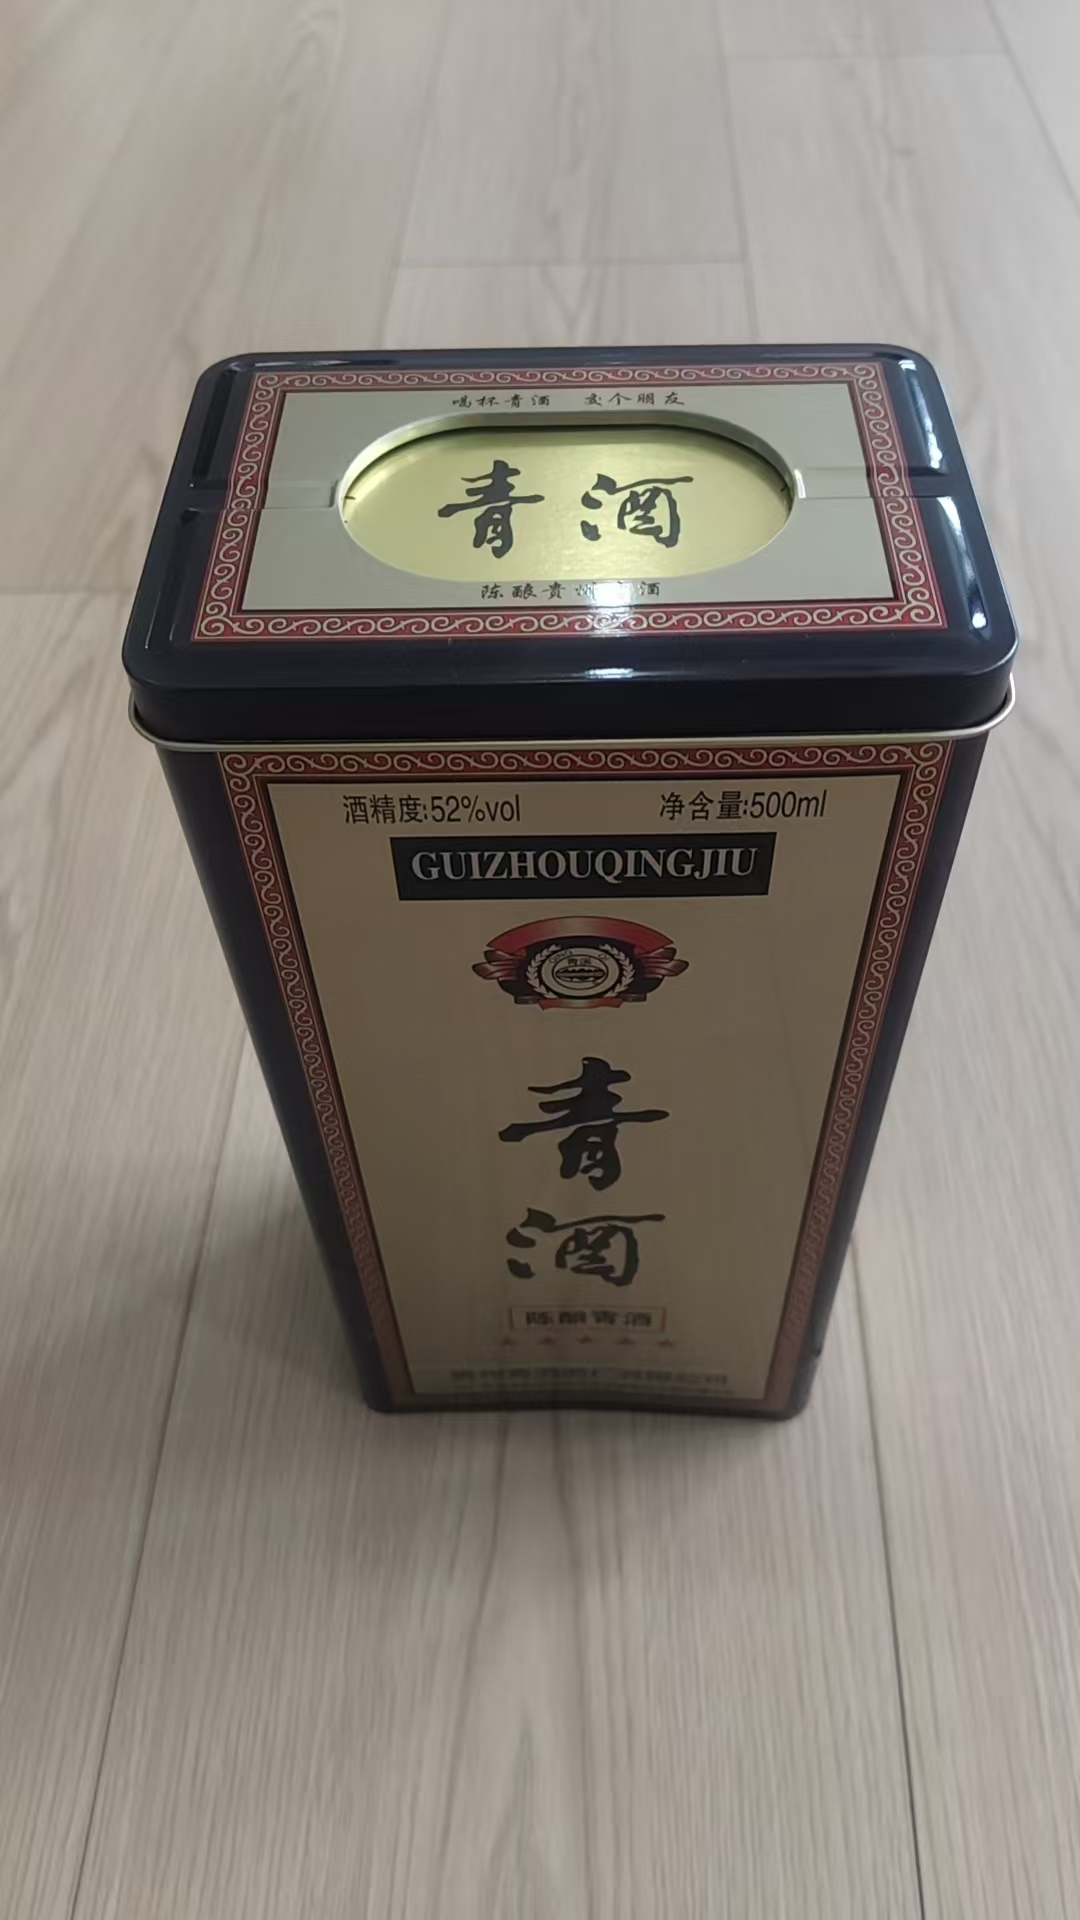 喝杯青酒 交个朋友
青酒
陈酿贵州青酒
酒精度:52%vol 净含量:500ml
GUIZHOUQINGJIU
青酒
陈酿青酒